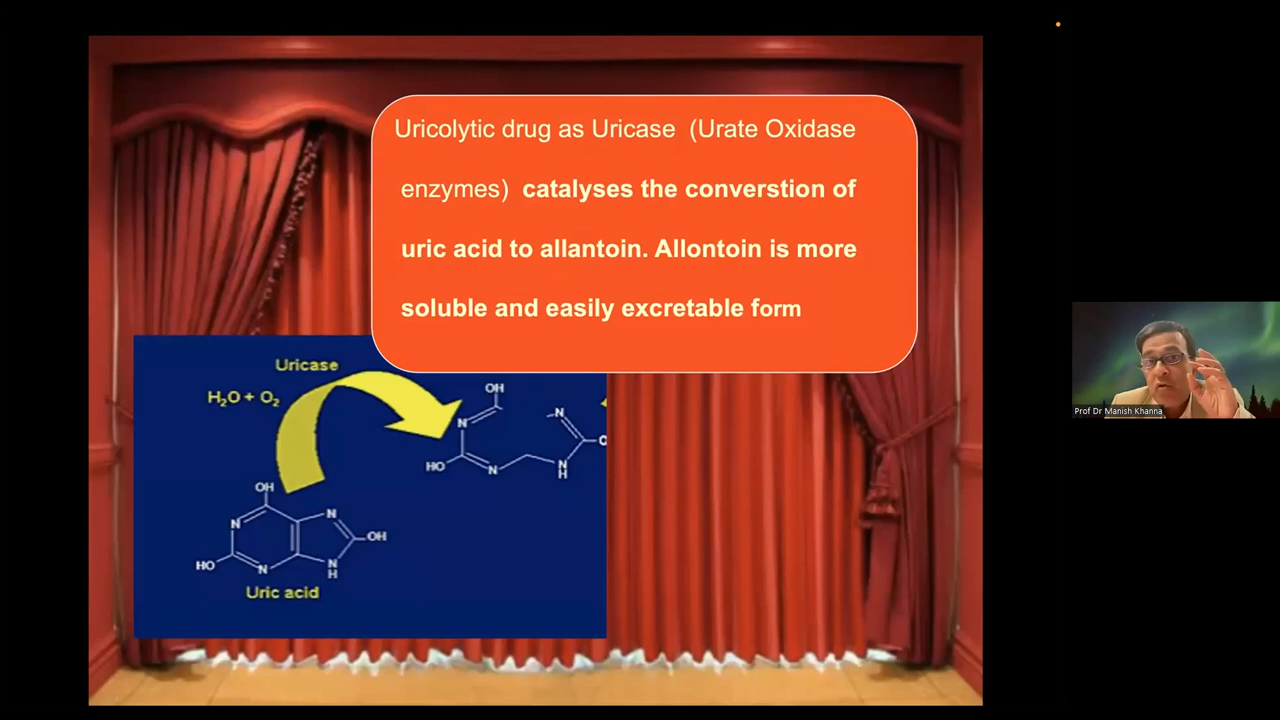 Uricolytic drug as Uricase (Urate Oxidase
enzymes) catalyses the converstion of
uric acid to allantoin. Allontoin is more
soluble and easily excretable form
Uricase
H₂O + O₂
OH
N
N
O
HO
N
N
H
OH
N
N
OH
HO
N
N
H
Uric acid
Prof Dr Manish Khanna